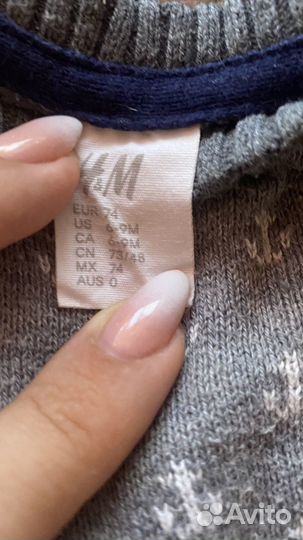 H&M
EUR 74
US 6-9M
CA 6-9M
CN 73/48
MX 74
AUS 0
Avito